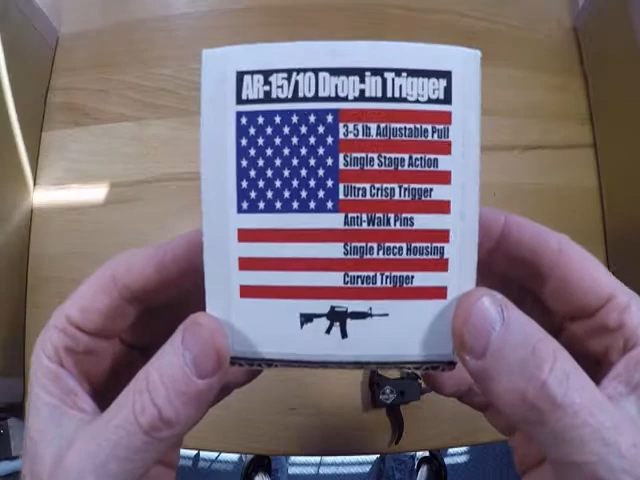 AR-15/10 Drop-in Trigger
3-5 lb. Adjustable Pull
Single Stage Action
Ultra Crisp Trigger
Anti-Walk Pins
Single Piece Housing
Curved Trigger